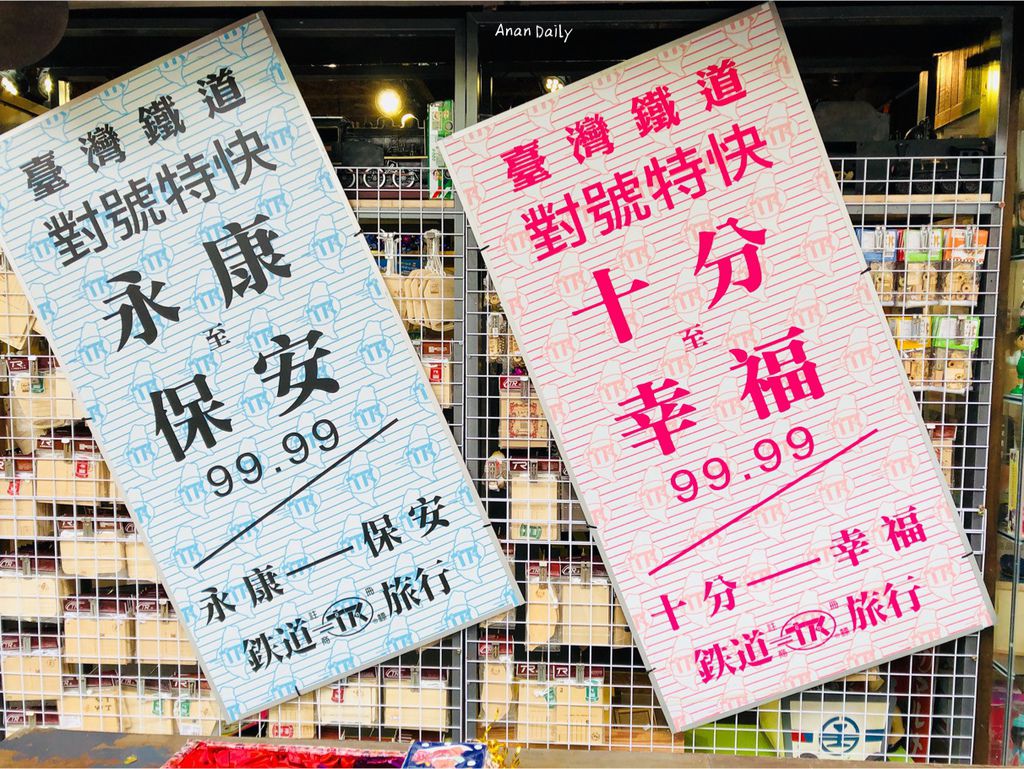 Anan Daily
臺灣鐵道
對號特快
永康
至
保安
99.99
永康—保安
鉄道 TR 旅行
臺灣鐵道
對號特快
十分
至
幸福
99.99
十分—幸福
鉄道 TR 旅行